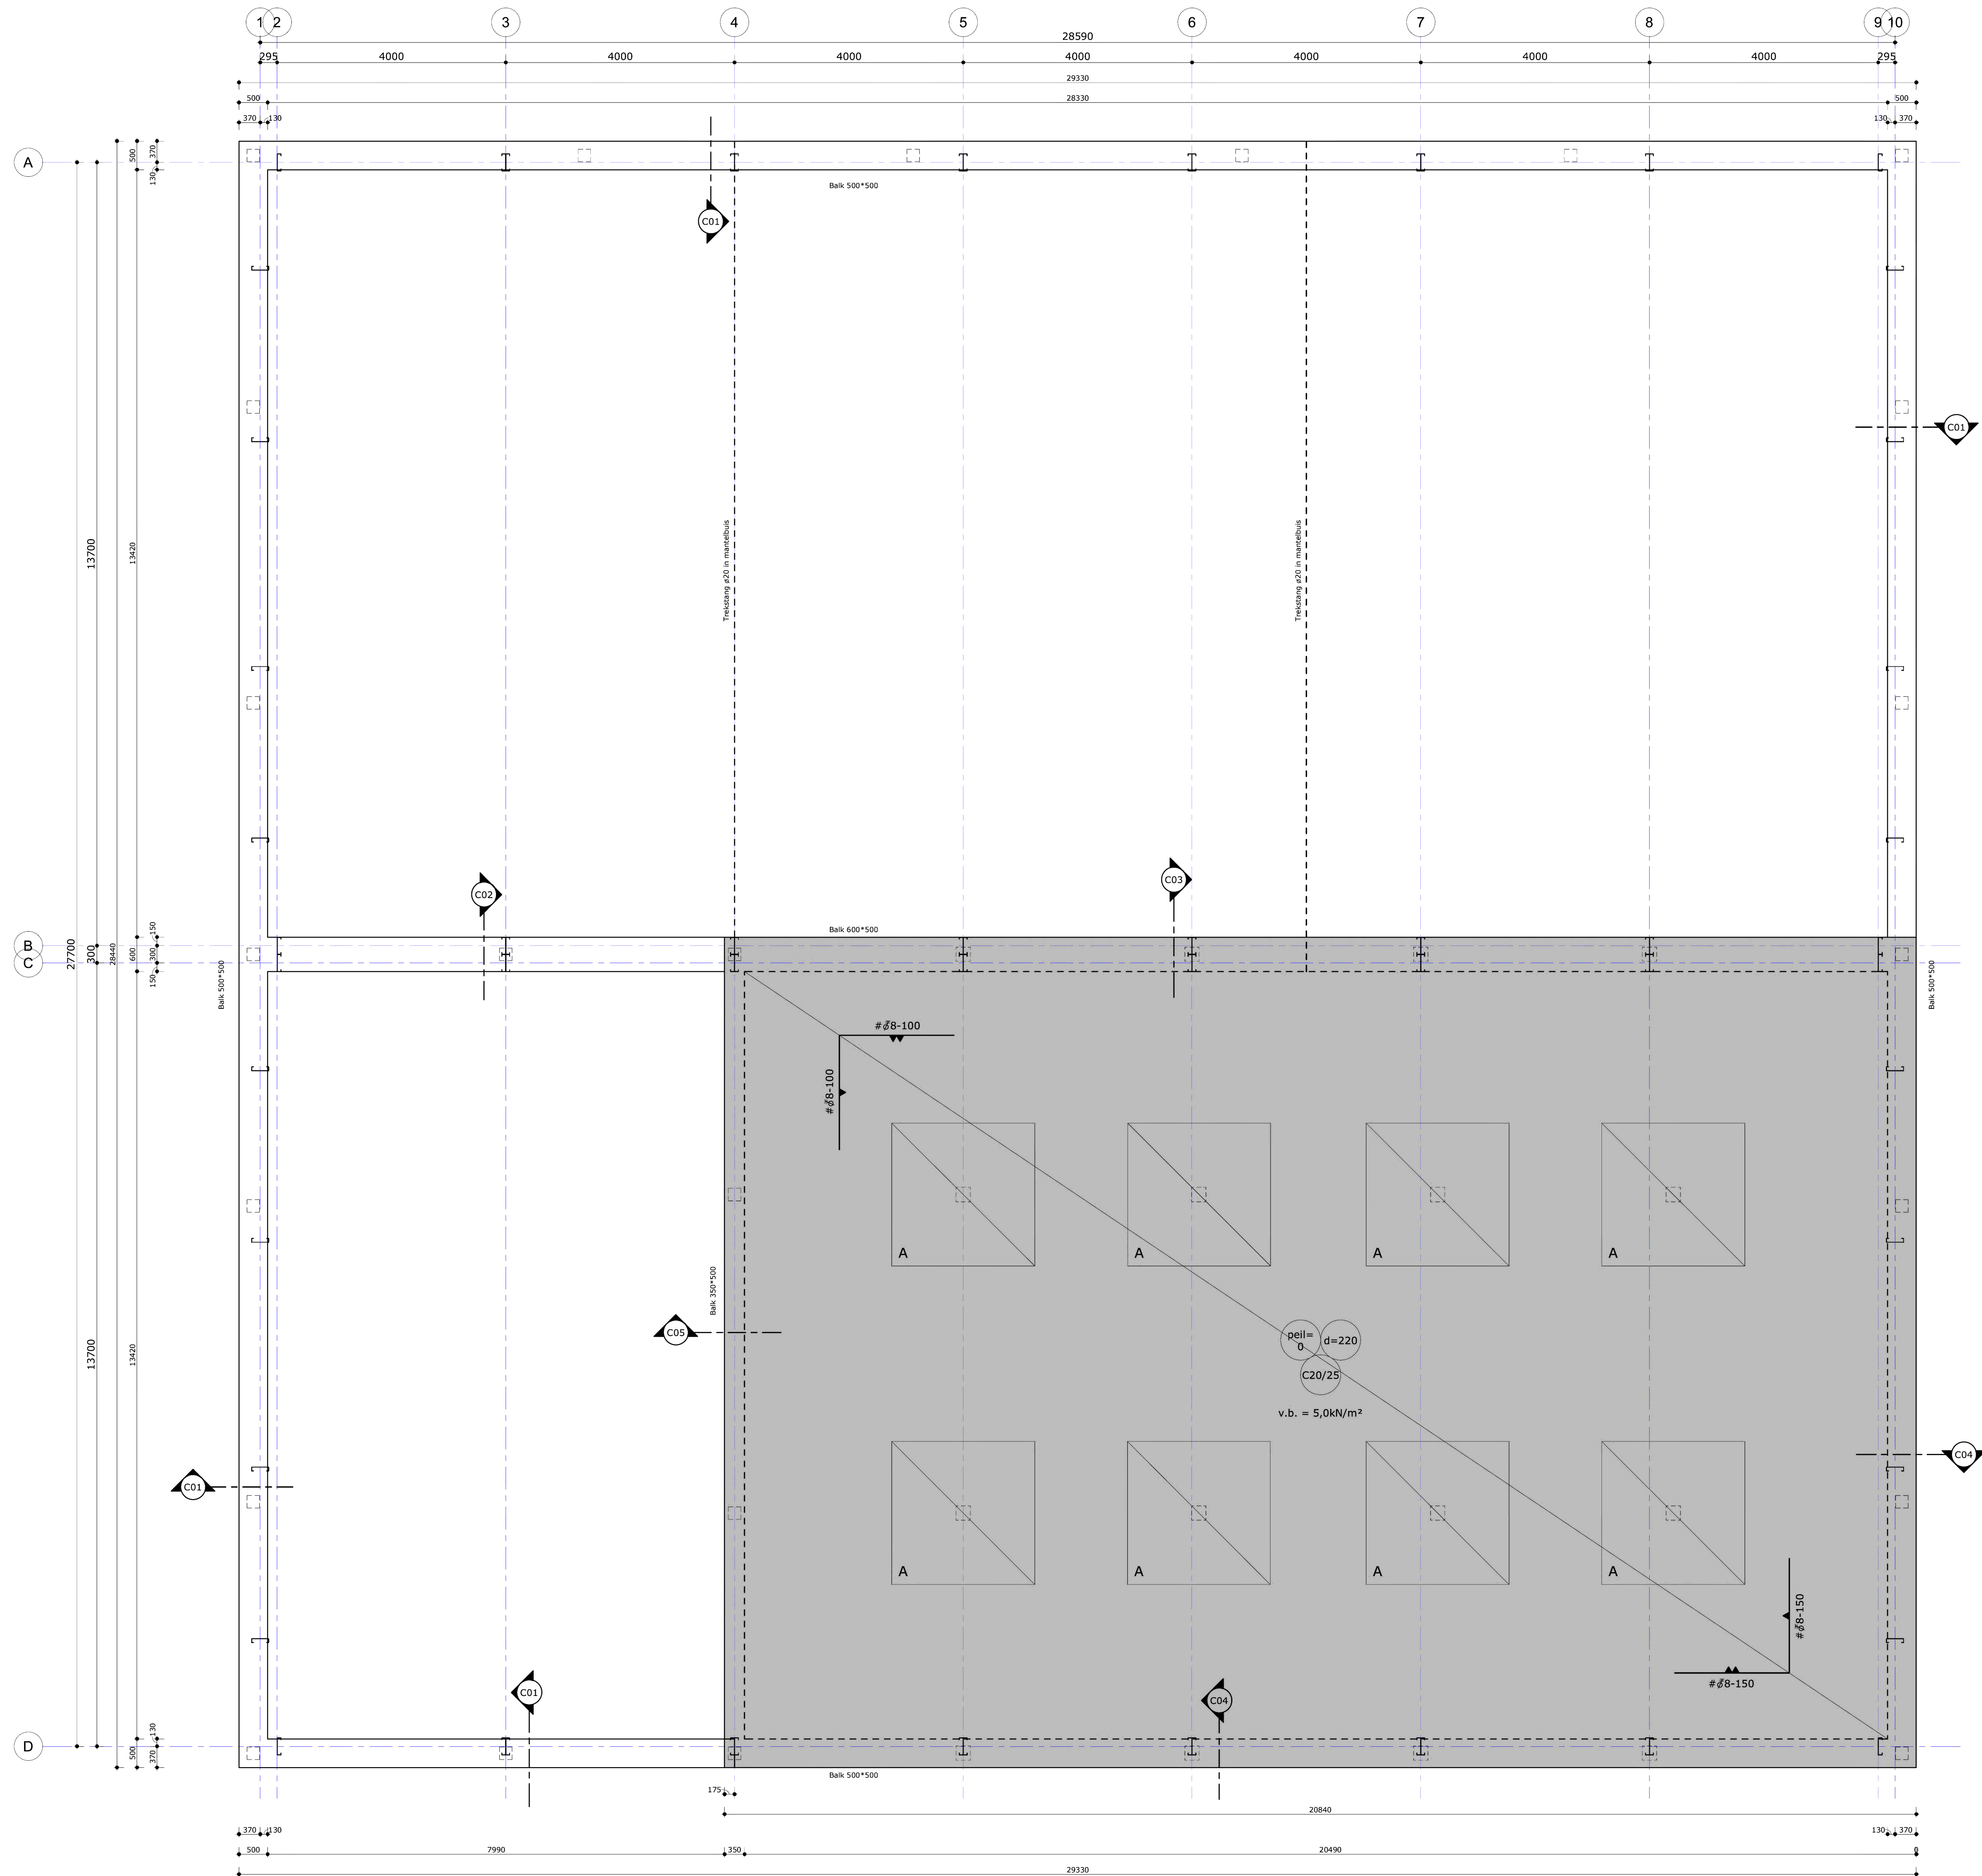 1 2 3 4 5 6 7 8 9 10
28590
295 4000 4000 4000 4000 4000 4000 4000 295
29330
500 28330 500
370 130 130 370
A
B
C
D
27700
13700
300
13700
28440
500
13420
600
13420
500
370
130
150
300
150
130
370
Balk 500*500
C01
C01
Trekstang ø20 in mantelbuis
Trekstang ø20 in mantelbuis
C02
C03
Balk 600*500
Balk 500*500
Balk 500*500
8-100
8-100
A
A
A
A
Balk 350*500
C05
peil=
0
d=220
C20/25
v.b. = 5,0kN/m²
C04
C01
A
A
A
A
8-150
8-150
C01
C04
Balk 500*500
175
20840
370 130 130 370
500 7990 350 20490 0
29330